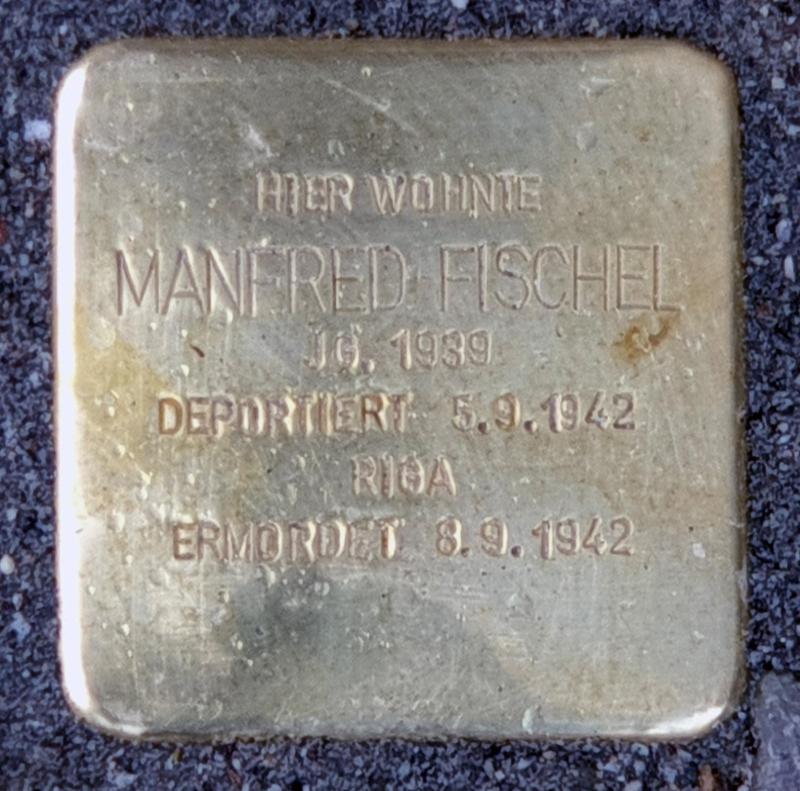 HIER WOHNTE
MANFRED FISCHEL
JG. 1939
DEPORTIERT 5.9.1942
RIGA
ERMORDET 8.9.1942